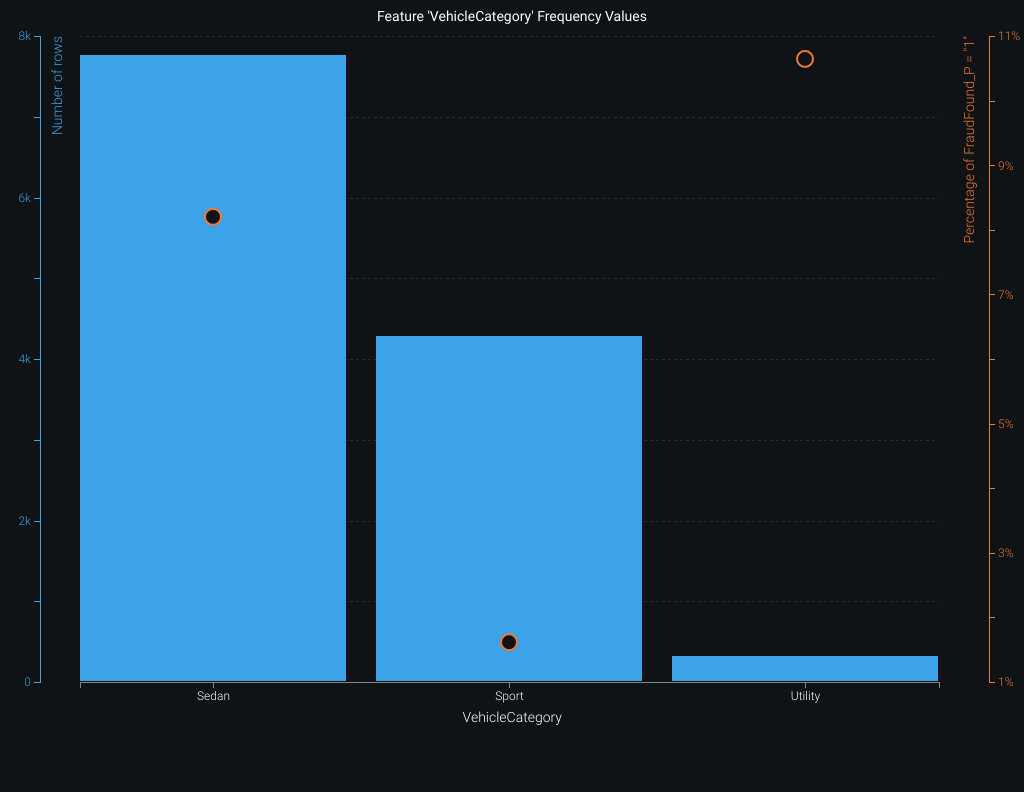 Feature 'VehicleCategory' Frequency Values
8k
6k
4k
2k
0
Number of rows
11%
9%
7%
5%
3%
1%
Percentage of FraudFound_P = "1"
Sedan
Sport
Utility
VehicleCategory